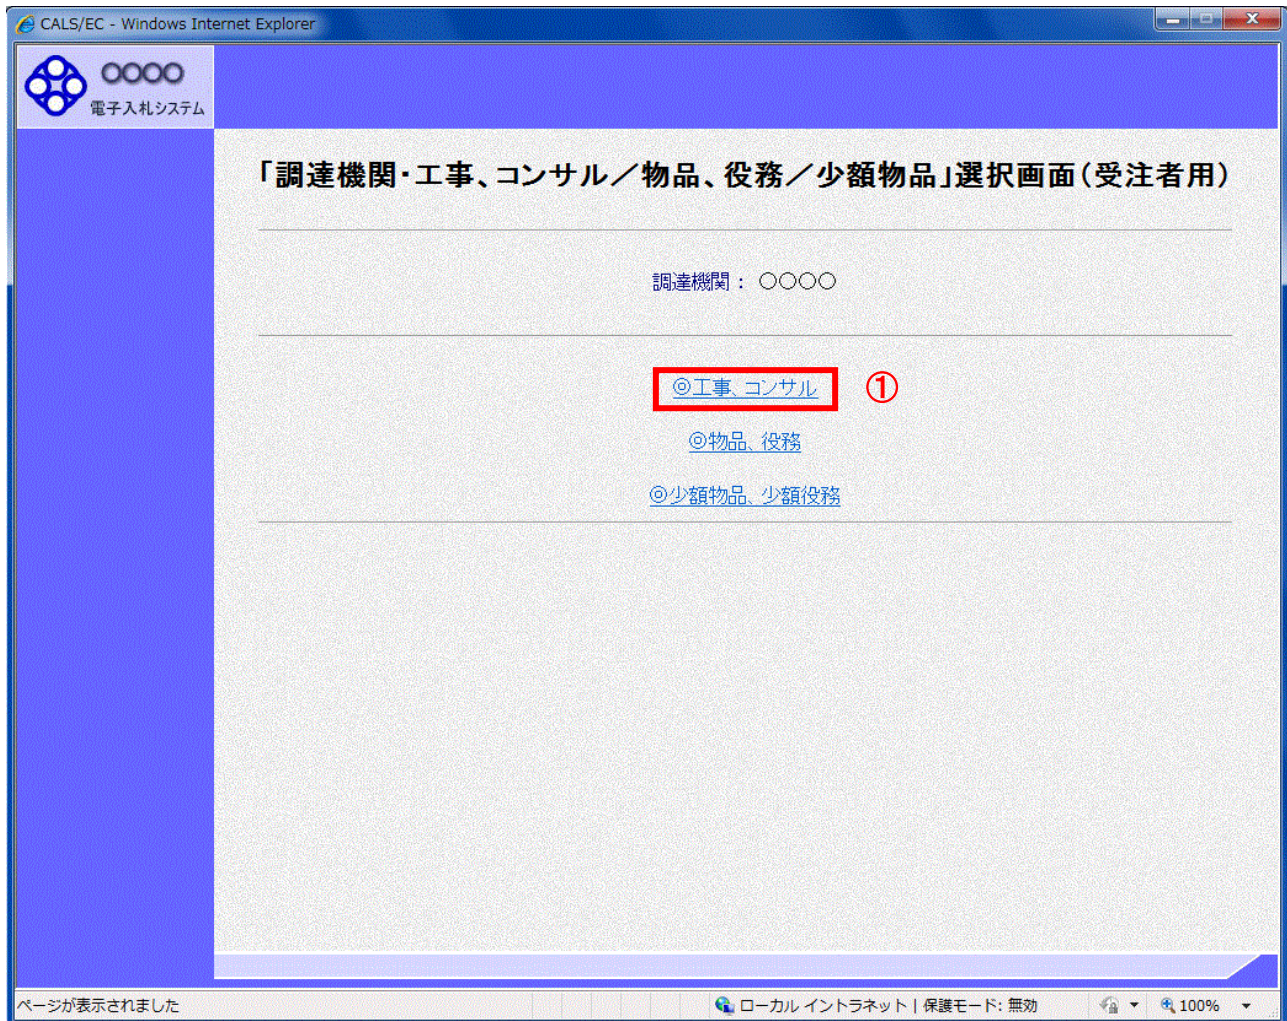 CALS/EC - Windows Internet Explorer
○○○○
電子入札システム
「調達機関・工事、コンサル／物品、役務／少額物品」選択画面(受注者用)
調達機関： ○○○○
◎工事、コンサル ①
◎物品、役務
◎少額物品、少額役務
ページが表示されました ローカル イントラネット | 保護モード: 無効 100%